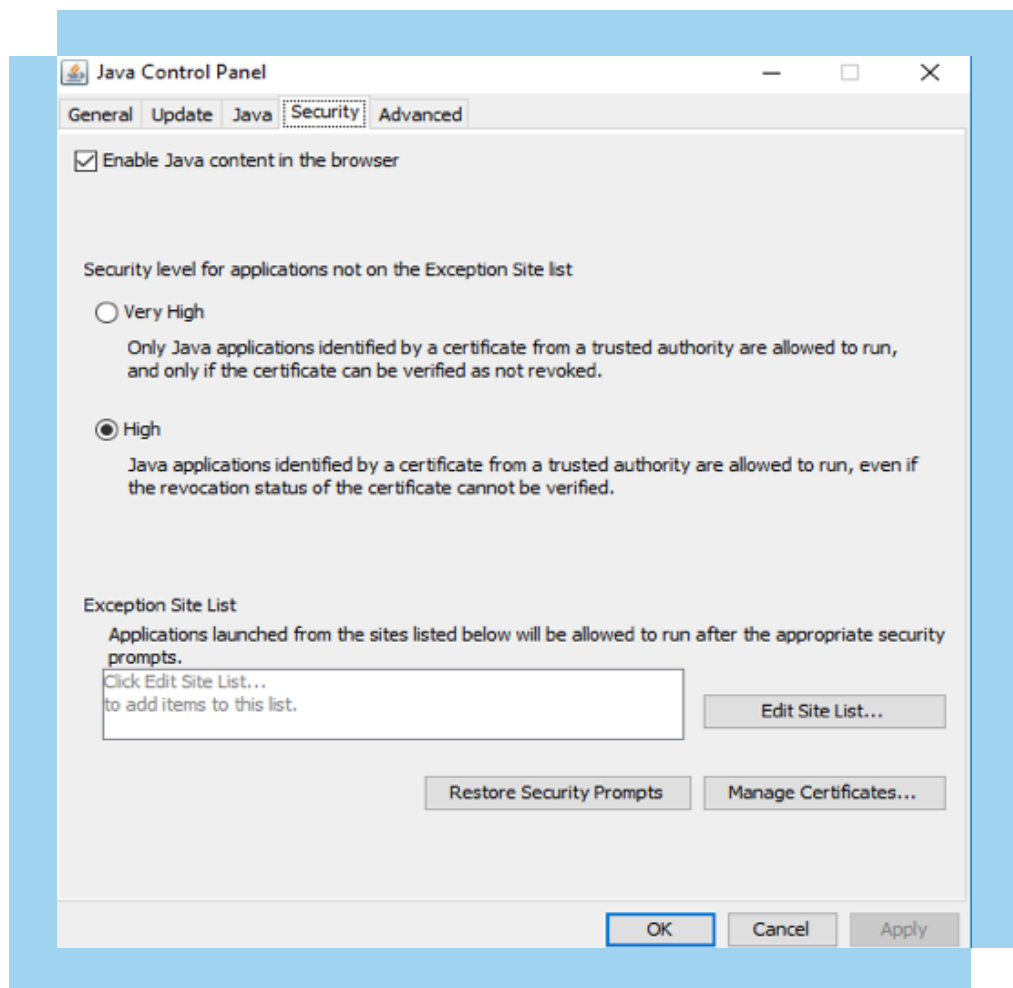 Java Control Panel
General Update Java Security Advanced
Enable Java content in the browser
Security level for applications not on the Exception Site list
Very High
Only Java applications identified by a certificate from a trusted authority are allowed to run,
and only if the certificate can be verified as not revoked.
High
Java applications identified by a certificate from a trusted authority are allowed to run, even if
the revocation status of the certificate cannot be verified.
Exception Site List
Applications launched from the sites listed below will be allowed to run after the appropriate security
prompts.
Click Edit Site List...
to add items to this list.
Edit Site List...
Restore Security Prompts Manage Certificates...
OK Cancel Apply